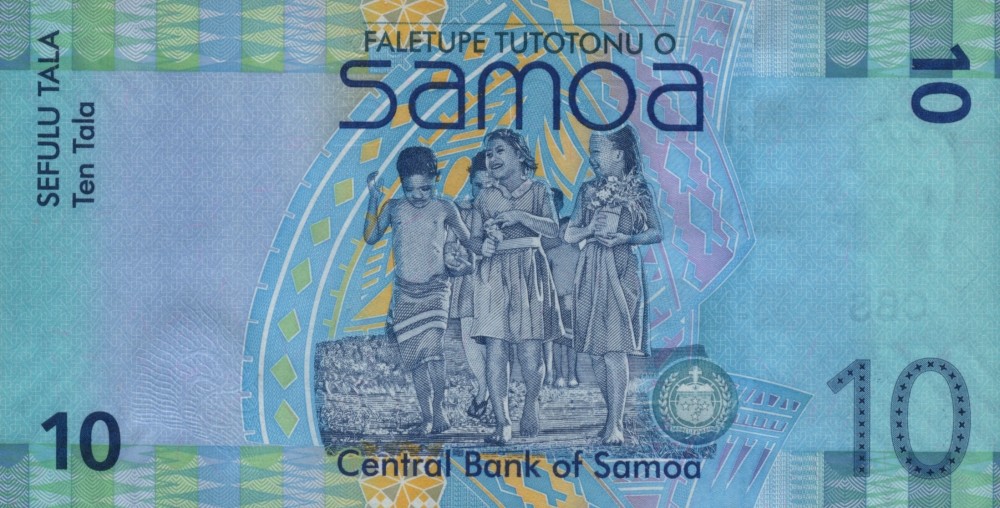 SEFULU TALA
Ten Tala
FALETUPE TUTOTONU O
samoa
10
10
10
Central Bank of Samoa